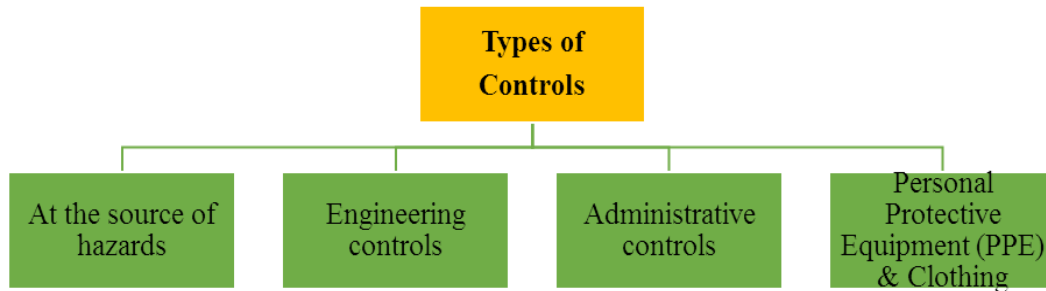 Types of
Controls
At the source of
hazards
Engineering
controls
Administrative
controls
Personal
Protective
Equipment (PPE)
& Clothing